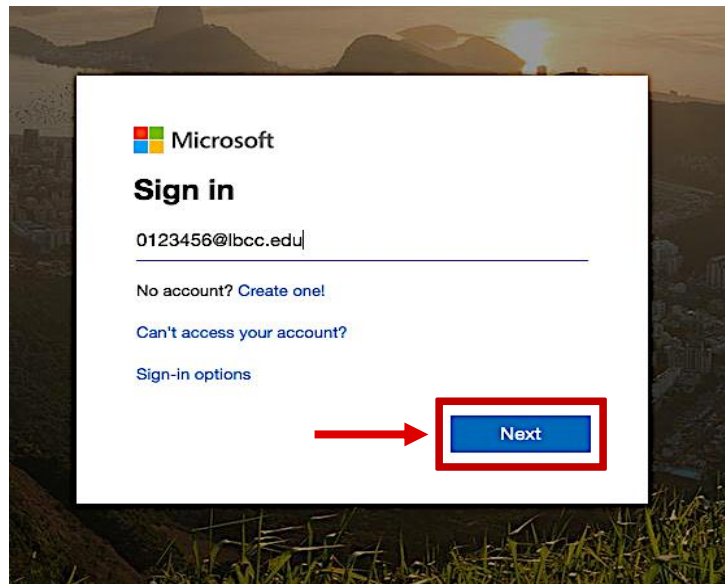 Microsoft
Sign in
0123456@lbcc.edu
No account? Create one!
Can't access your account?
Sign-in options
Next